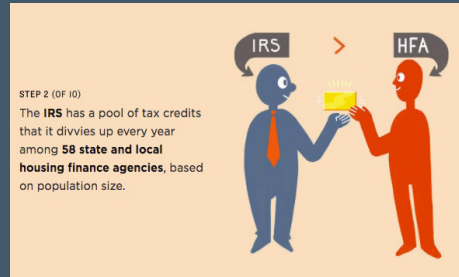 STEP 2 (OF 10)
The IRS has a pool of tax credits
that it divvies up every year
among 58 state and local
housing finance agencies, based
on population size.
IRS > HFA